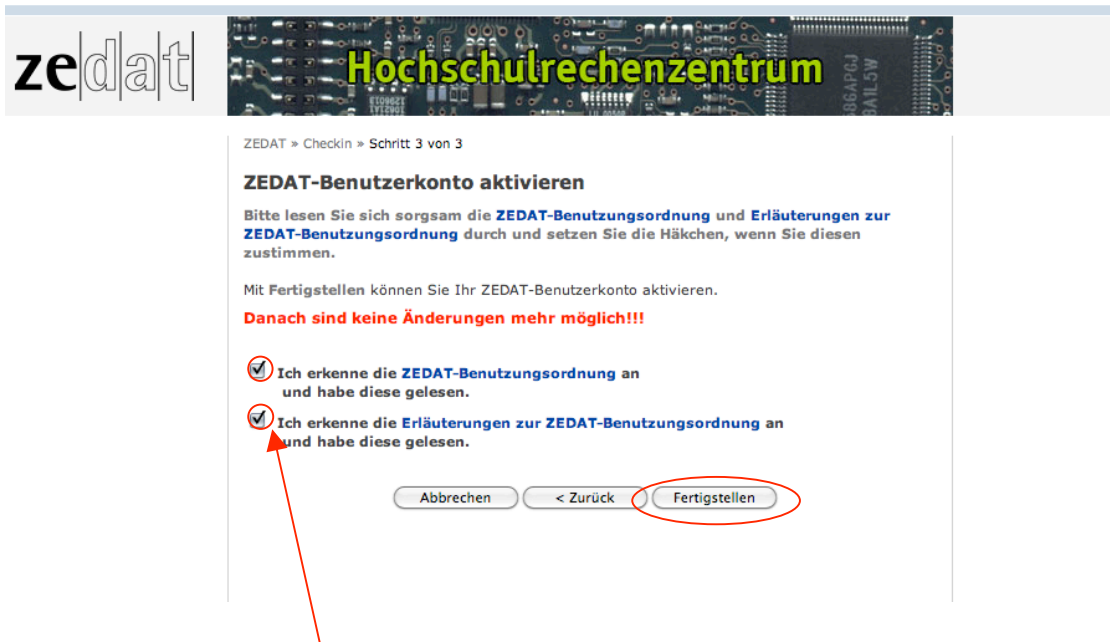 zedat
Hochschulrechenzentrum
ZEDAT » Checkin » Schritt 3 von 3
ZEDAT-Benutzerkonto aktivieren
Bitte lesen Sie sich sorgsam die ZEDAT-Benutzungsordnung und Erläuterungen zur
ZEDAT-Benutzungsordnung durch und setzen Sie die Häkchen, wenn Sie diesen
zustimmen.
Mit Fertigstellen können Sie Ihr ZEDAT-Benutzerkonto aktivieren.
Danach sind keine Änderungen mehr möglich!!!
Ich erkenne die ZEDAT-Benutzungsordnung an
und habe diese gelesen.
Ich erkenne die Erläuterungen zur ZEDAT-Benutzungsordnung an
und habe diese gelesen.
Abbrechen < Zurück Fertigstellen